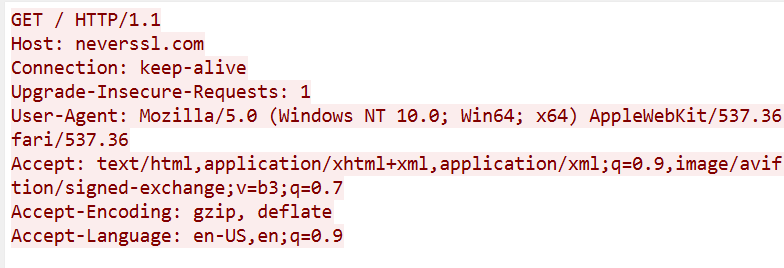 GET / HTTP/1.1
Host: neverssl.com
Connection: keep-alive
Upgrade-Insecure-Requests: 1
User-Agent: Mozilla/5.0 (Windows NT 10.0; Win64; x64) AppleWebKit/537.36
fari/537.36
Accept: text/html,application/xhtml+xml,application/xml;q=0.9,image/avif
tion/signed-exchange;v=b3;q=0.7
Accept-Encoding: gzip, deflate
Accept-Language: en-US,en;q=0.9